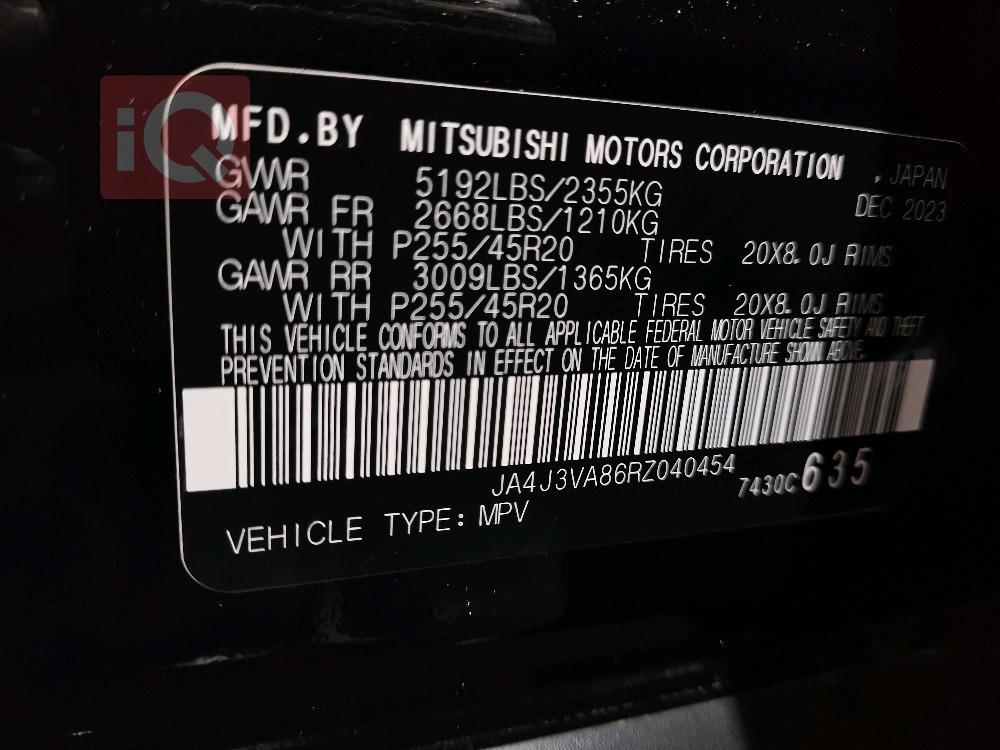 iQ
MFD.BY MITSUBISHI MOTORS CORPORATION , JAPAN
GVWR 5192LBS/2355KG DEC 2023
GAWR FR 2668LBS/1210KG
WITH P255/45R20 TIRES 20X8.0J RIMS
GAWR RR 3009LBS/1365KG
WITH P255/45R20 TIRES 20X8.0J RIMS
THIS VEHICLE CONFORMS TO ALL APPLICABLE FEDERAL MOTOR VEHICLE SAFETY AND THEFT
PREVENTION STANDARDS IN EFFECT ON THE DATE OF MANUFACTURE SHOWN ABOVE.
JA4J3VA86RZ040454 7430C 635
VEHICLE TYPE: MPV